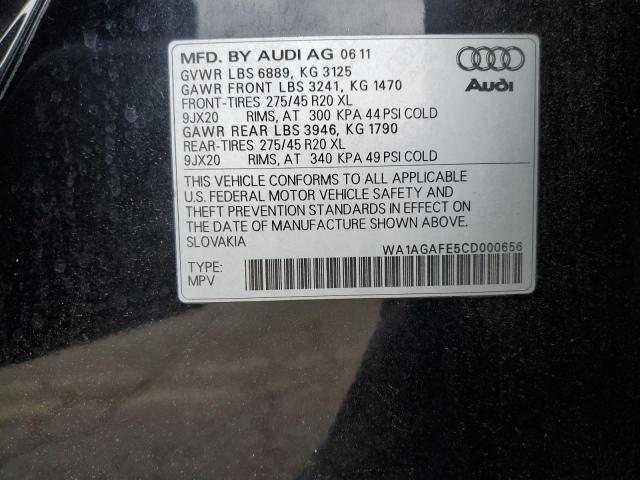 MFD. BY AUDI AG 06 11
GVWR LBS 6889, KG 3125
GAWR FRONT LBS 3241, KG 1470
FRONT-TIRES 275/45 R20 XL
9JX20 RIMS, AT 300 KPA 44 PSI COLD
GAWR REAR LBS 3946, KG 1790
REAR-TIRES 275/45 R20 XL
9JX20 RIMS, AT 340 KPA 49 PSI COLD
Audi
THIS VEHICLE CONFORMS TO ALL APPLICABLE
U.S. FEDERAL MOTOR VEHICLE SAFETY AND
THEFT PREVENTION STANDARDS IN EFFECT ON
THE DATE OF MANUFACTURE SHOWN ABOVE.
SLOVAKIA WA1AGAFE5CD000656
TYPE:
MPV